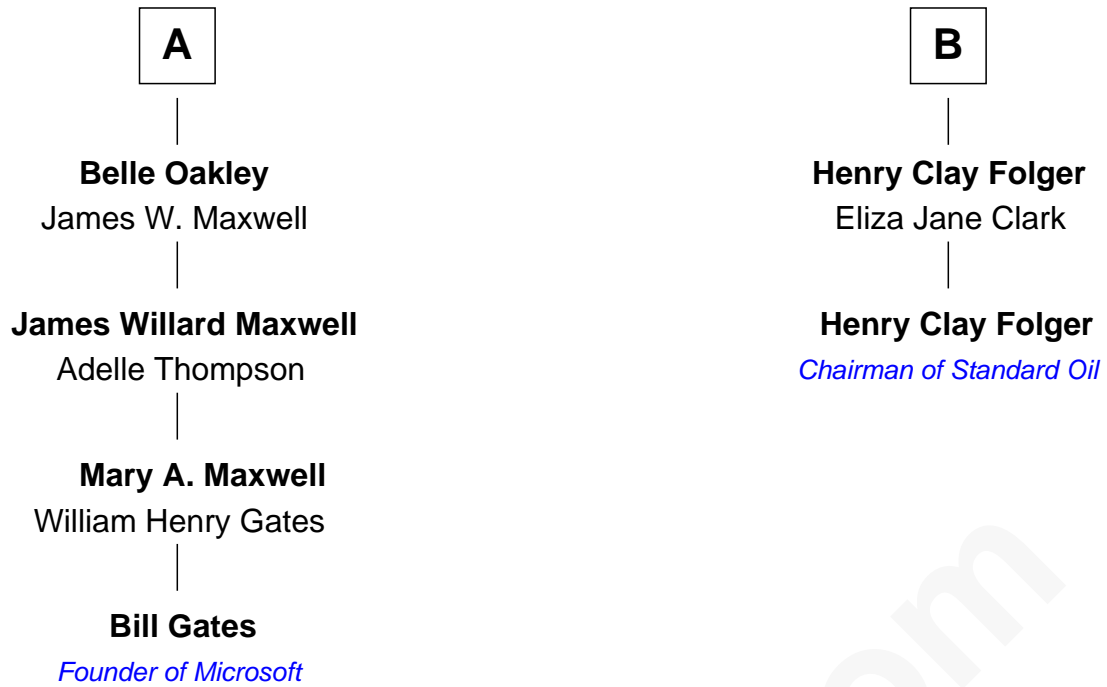 A
Belle Oakley
James W. Maxwell
James Willard Maxwell
Adelle Thompson
Mary A. Maxwell
William Henry Gates
Bill Gates
Founder of Microsoft
B
Henry Clay Folger
Eliza Jane Clark
Henry Clay Folger
Chairman of Standard Oil
om